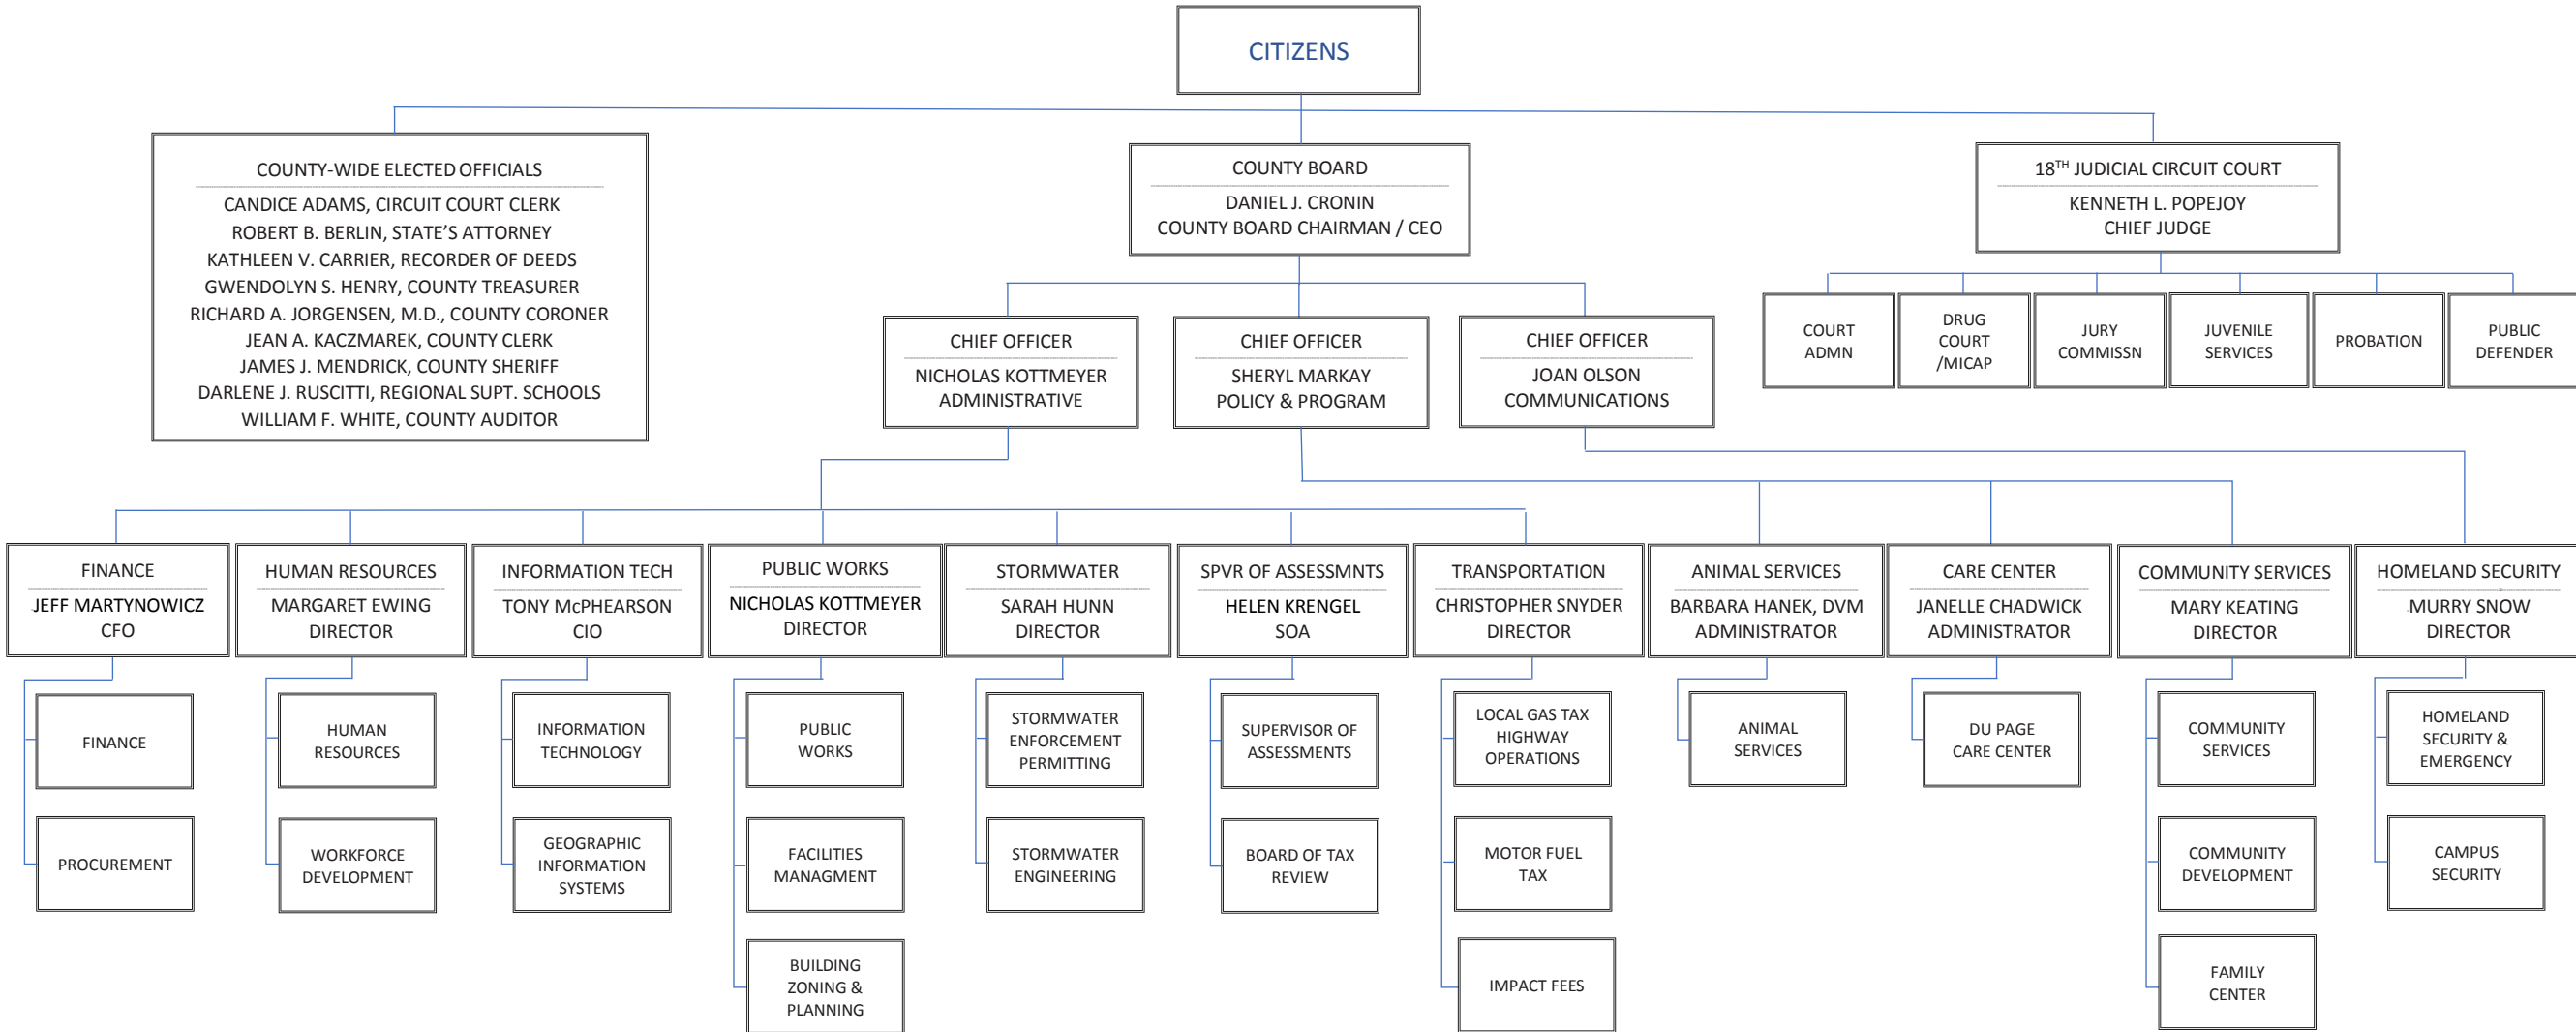 CITIZENS
COUNTY-WIDE ELECTED OFFICIALS
CANDICE ADAMS, CIRCUIT COURT CLERK
ROBERT B. BERLIN, STATE'S ATTORNEY
KATHLEEN V. CARRIER, RECORDER OF DEEDS
GWENDOLYN S. HENRY, COUNTY TREASURER
RICHARD A. JORGENSEN, M.D., COUNTY CORONER
JEAN A. KACZMAREK, COUNTY CLERK
JAMES J. MENDRICK, COUNTY SHERIFF
DARLENE J. RUSCITTI, REGIONAL SUPT. SCHOOLS
WILLIAM F. WHITE, COUNTY AUDITOR
COUNTY BOARD
DANIEL J. CRONIN
COUNTY BOARD CHAIRMAN / CEO
18TH JUDICIAL CIRCUIT COURT
KENNETH L. POPEJOY
CHIEF JUDGE
COURT
ADMN
DRUG
COURT
/MICAP
JURY
COMMISSN
JUVENILE
SERVICES
PROBATION
PUBLIC
DEFENDER
CHIEF OFFICER
NICHOLAS KOTTMEYER
ADMINISTRATIVE
CHIEF OFFICER
SHERYL MARKAY
POLICY & PROGRAM
CHIEF OFFICER
JOAN OLSON
COMMUNICATIONS
FINANCE
JEFF MARTYNOWICZ
CFO
HUMAN RESOURCES
MARGARET EWING
DIRECTOR
INFORMATION TECH
TONY McPHEARSON
CIO
PUBLIC WORKS
NICHOLAS KOTTMEYER
DIRECTOR
STORMWATER
SARAH HUNN
DIRECTOR
SPVR OF ASSESSMNTS
HELEN KRENGEL
SOA
TRANSPORTATION
CHRISTOPHER SNYDER
DIRECTOR
ANIMAL SERVICES
BARBARA HANEK, DVM
ADMINISTRATOR
CARE CENTER
JANELLE CHADWICK
ADMINISTRATOR
COMMUNITY SERVICES
MARY KEATING
DIRECTOR
HOMELAND SECURITY
MURRY SNOW
DIRECTOR
FINANCE
PROCUREMENT
HUMAN
RESOURCES
WORKFORCE
DEVELOPMENT
INFORMATION
TECHNOLOGY
GEOGRAPHIC
INFORMATION
SYSTEMS
PUBLIC
WORKS
FACILITIES
MANAGMENT
BUILDING
ZONING &
PLANNING
STORMWATER
ENFORCEMENT
PERMITTING
STORMWATER
ENGINEERING
SUPERVISOR OF
ASSESSMENTS
BOARD OF TAX
REVIEW
LOCAL GAS TAX
HIGHWAY
OPERATIONS
MOTOR FUEL
TAX
IMPACT FEES
ANIMAL
SERVICES
DU PAGE
CARE CENTER
COMMUNITY
SERVICES
COMMUNITY
DEVELOPMENT
FAMILY
CENTER
HOMELAND
SECURITY &
EMERGENCY
CAMPUS
SECURITY